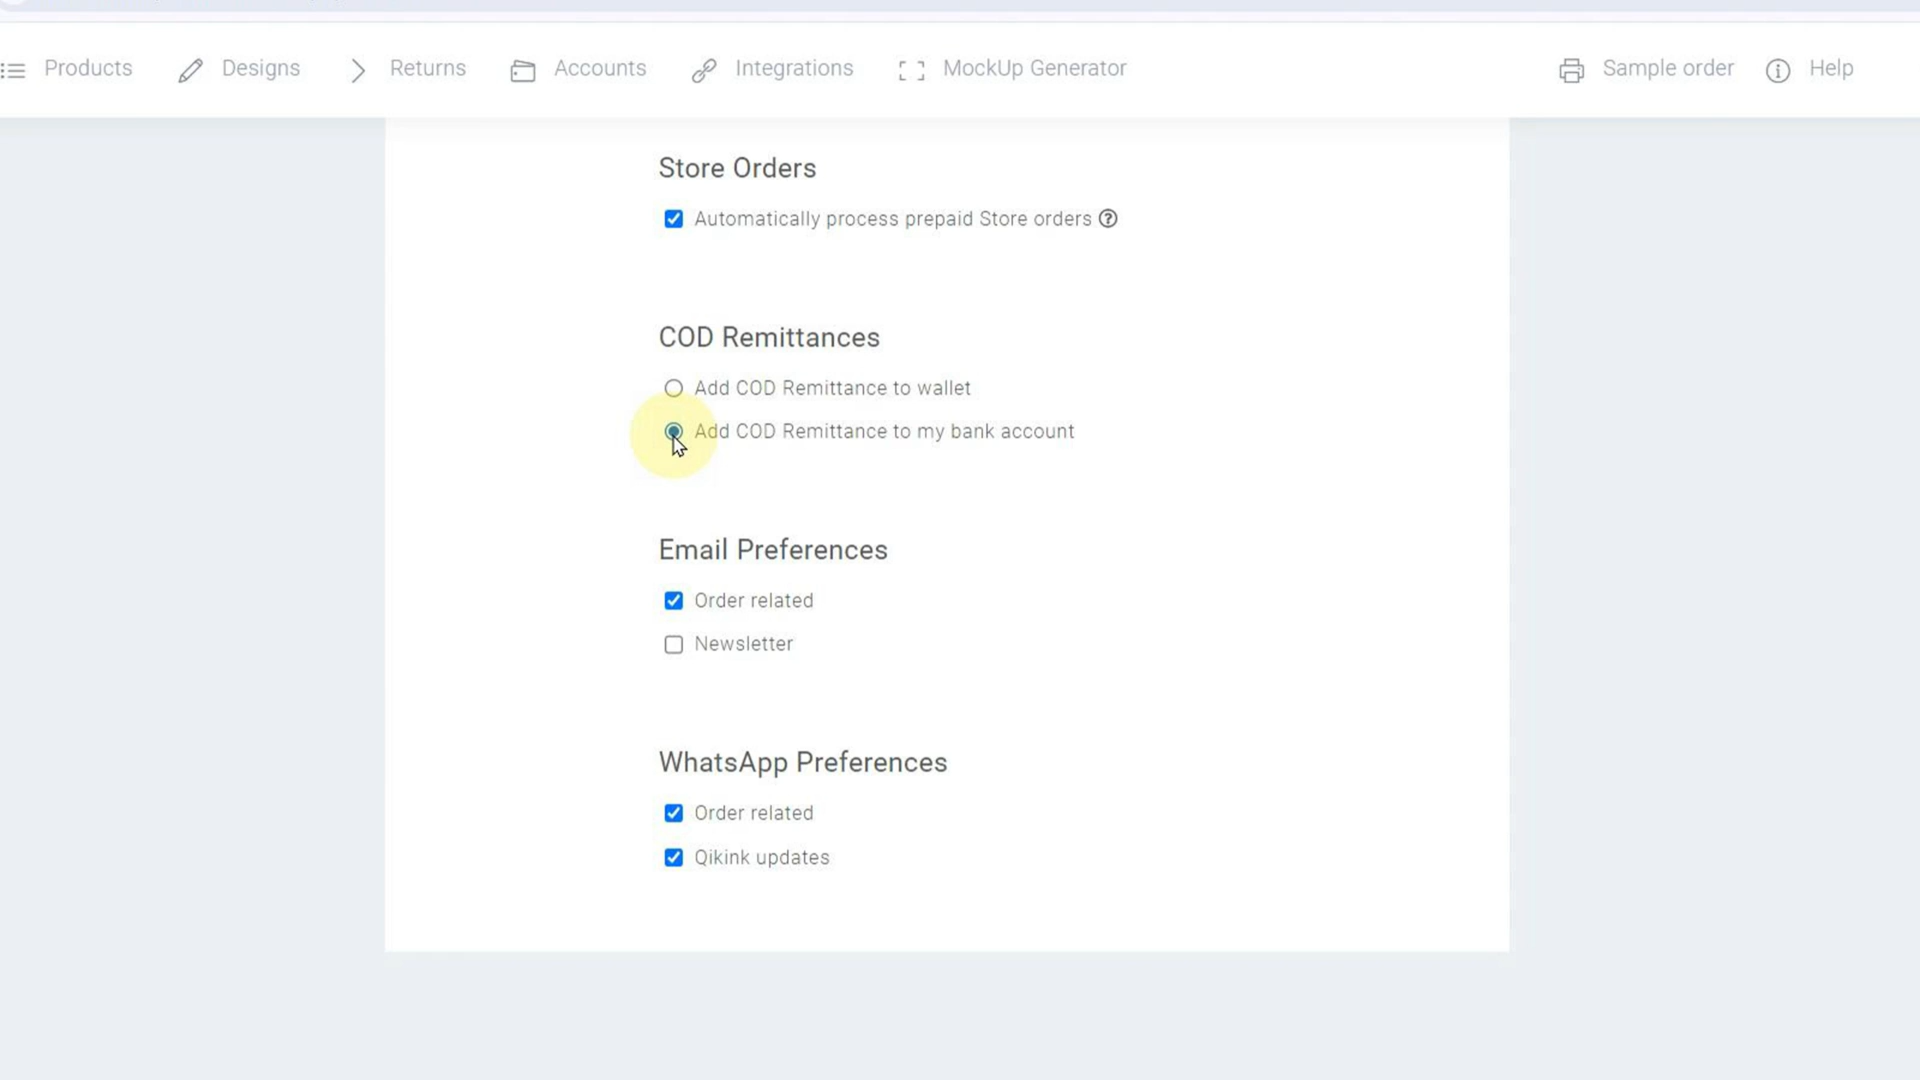 Products Designs Returns Accounts Integrations MockUp Generator Sample order Help
Store Orders
Automatically process prepaid Store orders
COD Remittances
Add COD Remittance to wallet
Add COD Remittance to my bank account
Email Preferences
Order related
Newsletter
WhatsApp Preferences
Order related
Qikink updates